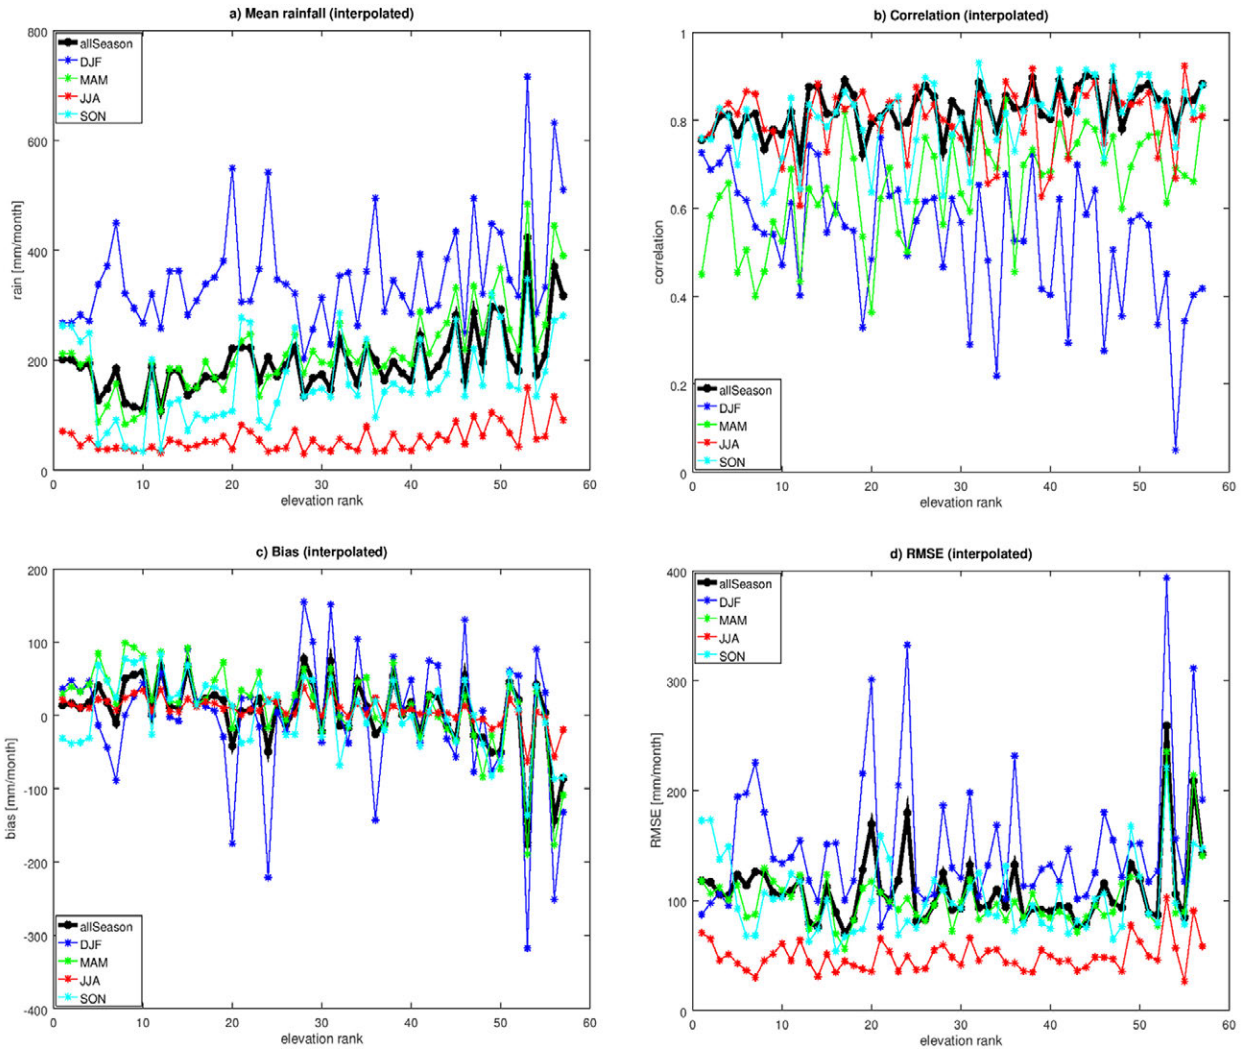 a) Mean rainfall (interpolated)
800
600
400
200
0
rain [mm/month]
allSeason
DJF
MAM
JJA
SON
0 10 20 30 40 50 60
elevation rank
b) Correlation (interpolated)
1
0.8
0.6
0.4
0.2
0
correlation
allSeason
DJF
MAM
JJA
SON
0 10 20 30 40 50 60
elevation rank
c) Bias (interpolated)
200
100
0
-100
-200
-300
-400
bias [mm/month]
allSeason
DJF
MAM
JJA
SON
0 10 20 30 40 50 60
elevation rank
d) RMSE (interpolated)
400
300
200
100
0
RMSE [mm/month]
allSeason
DJF
MAM
JJA
SON
0 10 20 30 40 50 60
elevation rank